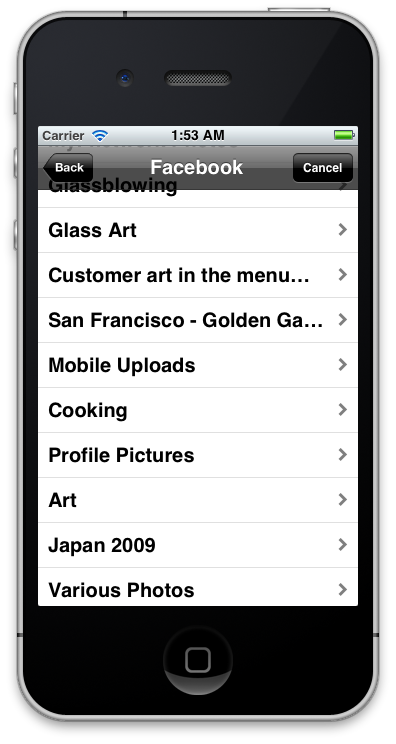 Carrier 1:53 AM
Back Facebook Cancel
Glassblowing
Glass Art
Customer art in the menu...
San Francisco - Golden Ga...
Mobile Uploads
Cooking
Profile Pictures
Art
Japan 2009
Various Photos